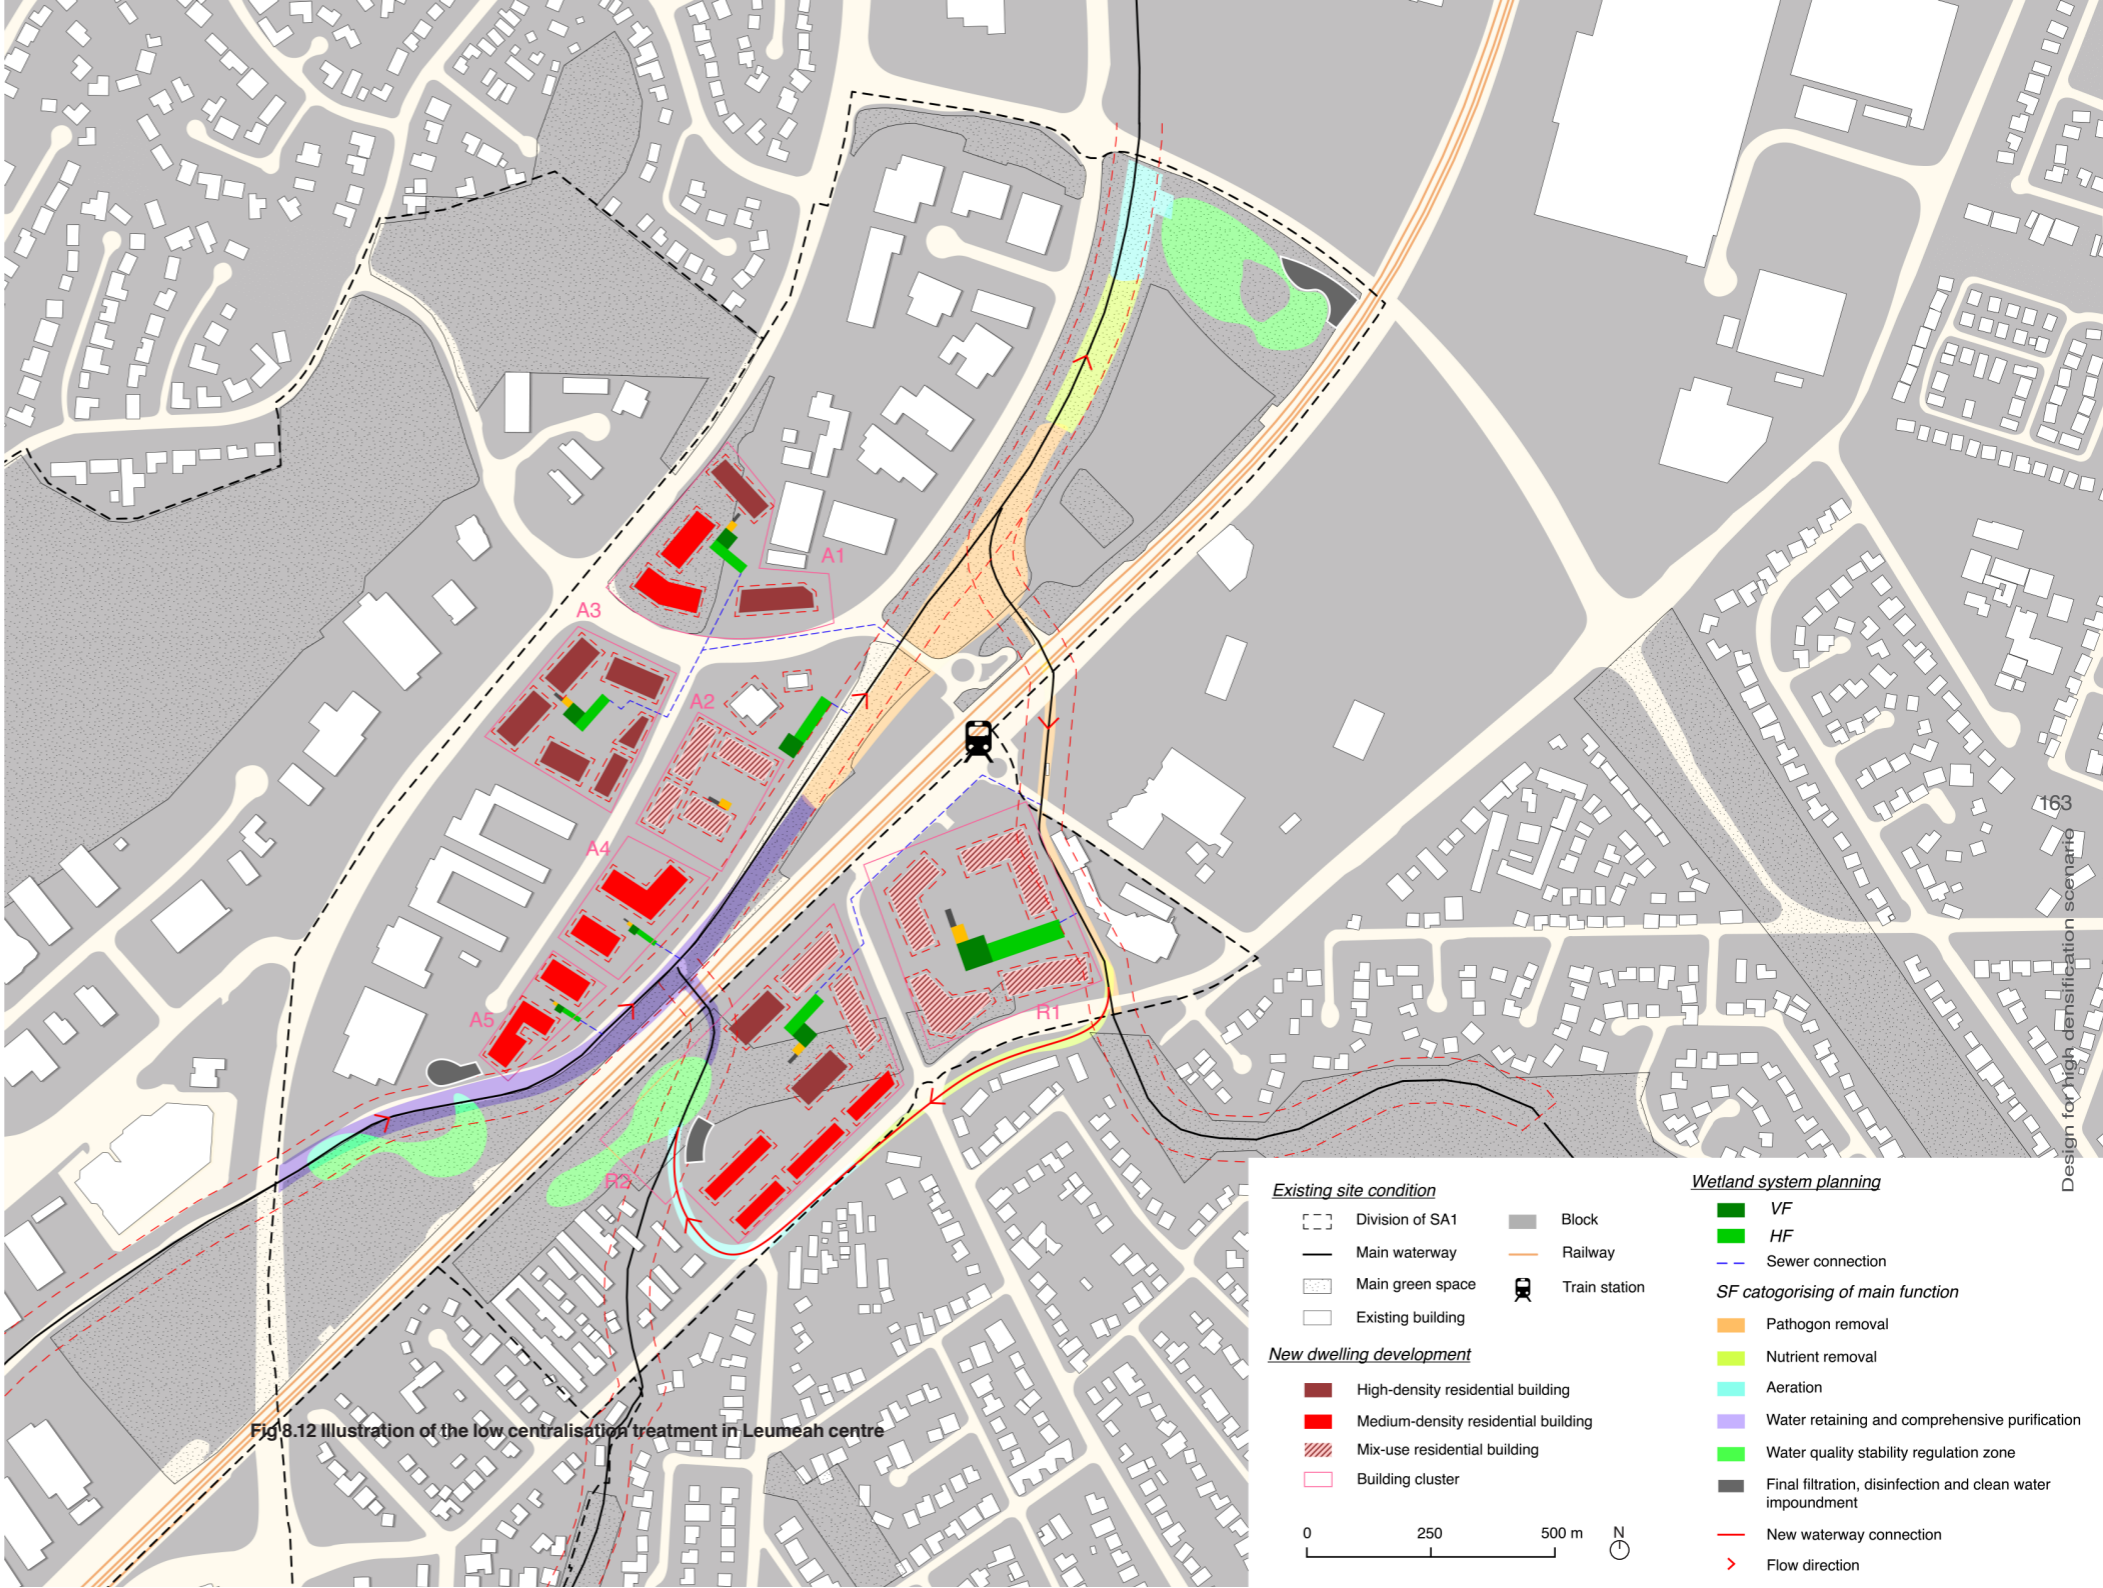 A1
A3
A2
A4
A5
R1
R2
163
Design for high densification scenario
Fig 8.12 Illustration of the low centralisation treatment in Leumeah centre
Existing site condition
Division of SA1
Block
Main waterway
Railway
Main green space
Train station
Existing building
New dwelling development
High-density residential building
Medium-density residential building
Mix-use residential building
Building cluster
0 250 500 m N
Wetland system planning
VF
HF
Sewer connection
SF catogorising of main function
Pathogon removal
Nutrient removal
Aeration
Water retaining and comprehensive purification
Water quality stability regulation zone
Final filtration, disinfection and clean water
impoundment
New waterway connection
Flow direction